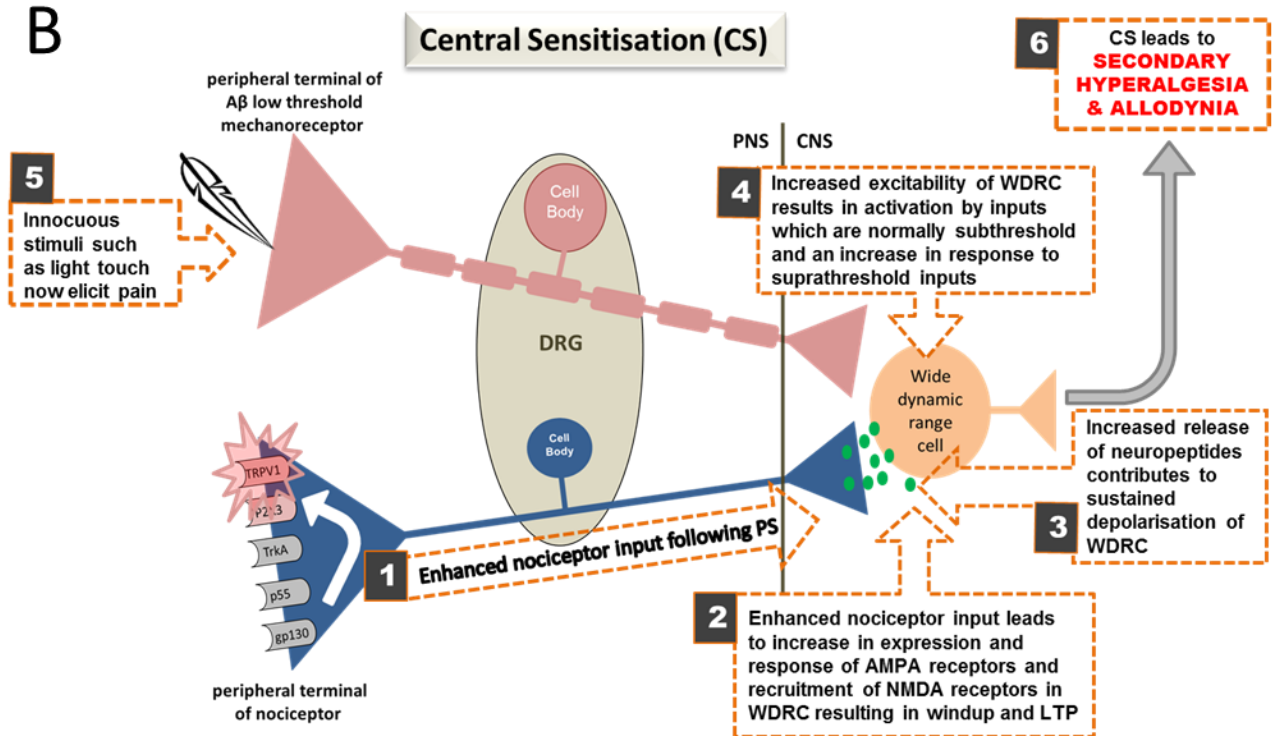 B
Central Sensitisation (CS)
6
CS leads to
SECONDARY
HYPERALGESIA
& ALLODYNIA
peripheral terminal of
Aβ low threshold
mechanoreceptor
PNS
CNS
5
Innocuous
stimuli such
as light touch
now elicit pain
Cell
Body
4
Increased excitability of WDRC
results in activation by inputs
which are normally subthreshold
and an increase in response to
suprathreshold inputs
DRG
Wide
dynamic
range
cell
Cell
Body
TRPV1
P2X3
TrkA
p55
gp130
1
Enhanced nociceptor input following PS
Increased release
of neuropeptides
contributes to
sustained
depolarisation of
WDRC
3
2
Enhanced nociceptor input leads
to increase in expression and
response of AMPA receptors and
recruitment of NMDA receptors in
WDRC resulting in windup and LTP
peripheral terminal
of nociceptor